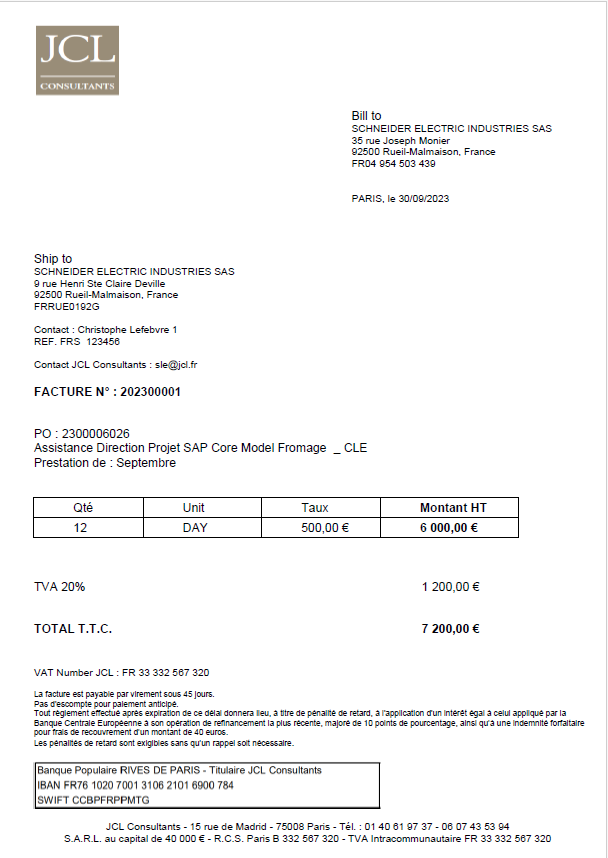 JCL
CONSULTANTS
Bill to
SCHNEIDER ELECTRIC INDUSTRIES SAS
35 rue Joseph Monier
92500 Rueil-Malmaison, France
FR04 954 503 439
PARIS, le 30/09/2023
Ship to
SCHNEIDER ELECTRIC INDUSTRIES SAS
9 rue Henri Ste Claire Deville
92500 Rueil-Malmaison, France
FRRUE0192G
Contact : Christophe Lefebvre 1
REF. FRS 123456
Contact JCL Consultants : sle@jcl.fr
FACTURE N° : 202300001
PO : 2300006026
Assistance Direction Projet SAP Core Model Fromage _ CLE
Prestation de : Septembre
Qté Unit Taux Montant HT
12 DAY 500,00 € 6 000,00 €
TVA 20% 1 200,00 €
TOTAL T.T.C. 7 200,00 €
VAT Number JCL : FR 33 332 567 320
La facture est payable par virement sous 45 jours.
Pas d'escompte pour paiement anticipé.
Tout règlement effectué après expiration de ce délai donnera lieu, à titre de pénalité de retard, à l'application d'un intérêt égal à celui appliqué par la
Banque Centrale Européenne à son opération de refinancement la plus récente, majoré de 10 points de pourcentage, ainsi qu'à une indemnité forfaitaire
pour frais de recouvrement d'un montant de 40 euros.
Les pénalités de retard sont exigibles sans qu'un rappel soit nécessaire.
Banque Populaire RIVES DE PARIS - Titulaire JCL Consultants
IBAN FR76 1020 7001 3106 2101 6900 784
SWIFT CCBPFRPPMTG
JCL Consultants - 15 rue de Madrid - 75008 Paris - Tél. : 01 40 61 97 37 - 06 07 43 53 94
S.A.R.L. au capital de 40 000 € - R.C.S. Paris B 332 567 320 - TVA Intracommunautaire FR 33 332 567 320